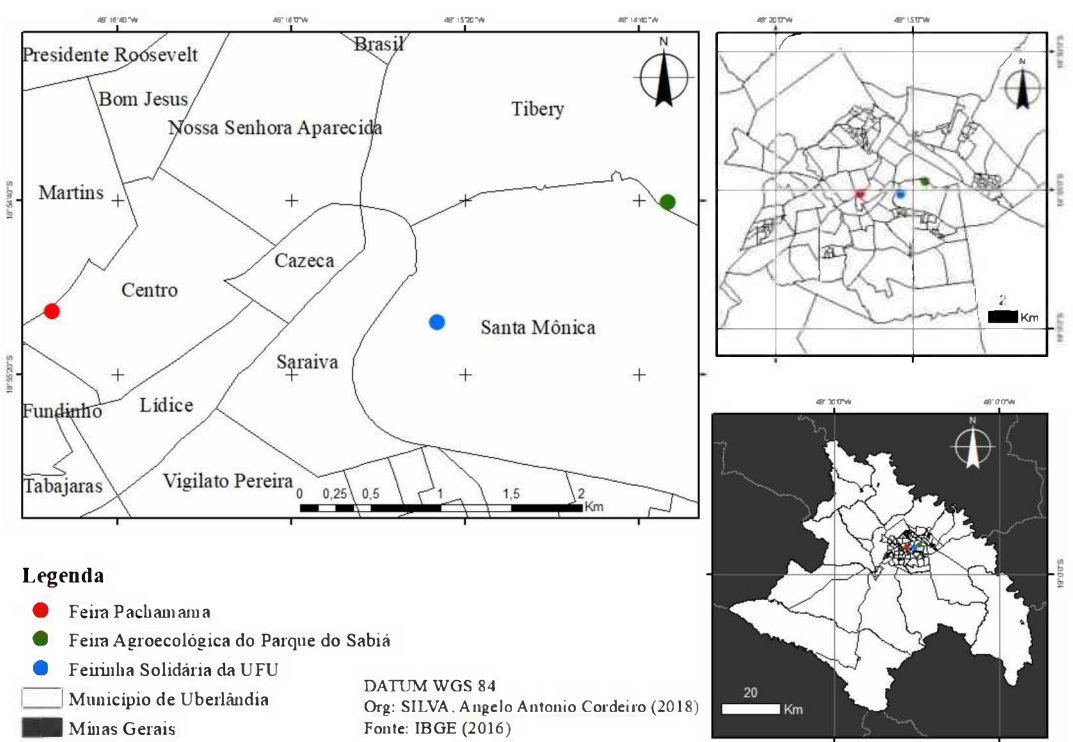 48°16'40"W
48°16'0"W
48°15'20"W
48°14'40"W
Presidente Roosevelt
Brasil
N
Bom Jesus
Tibery
Nossa Senhora Aparecida
Martins
18°54'40"S
Cazeca
Centro
Santa Mônica
Saraiva
18°55'20"S
Fundinho
Lídice
Tabajaras
Vigilato Pereira
0 0,25 0,5 1 1,5 2
Km
48°20'0"W
48°15'0"W
N
2
Km
N
19°0'0"S
20
Km
Legenda
Feira Pachamama
Feira Agroecológica do Parque do Sabiá
Feirinha Solidária da UFU
Município de Uberlândia
Minas Gerais
DATUM WGS 84
Org: SILVA. Angelo Antonio Cordeiro (2018)
Fonte: IBGE (2016)